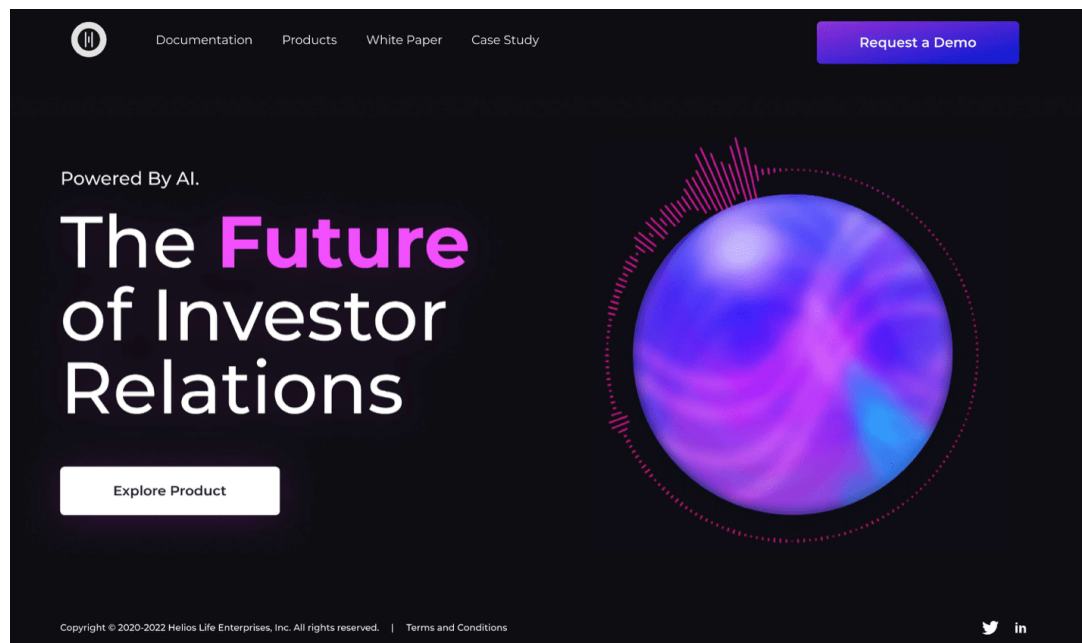 Documentation Products White Paper Case Study Request a Demo
Powered By AI.
The Future
of Investor
Relations
Explore Product
Copyright © 2020-2022 Helios Life Enterprises, Inc. All rights reserved. | Terms and Conditions
in